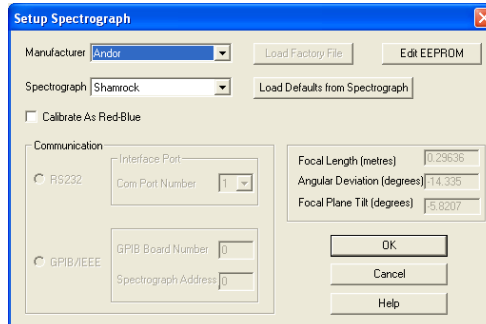 Setup Spectrograph
Manufacturer Andor Load Factory File Edit EEPROM
Spectrograph Shamrock Load Defaults from Spectrograph
Calibrate As Red-Blue
Communication
Interface Port
RS232 Com Port Number 1
GPIB/IEEE
GPIB Board Number 0
Spectrograph Address 0
Focal Length (metres) 0.29636
Angular Deviation (degrees) -14.335
Focal Plane Tilt (degrees) -5.8207
OK
Cancel
Help